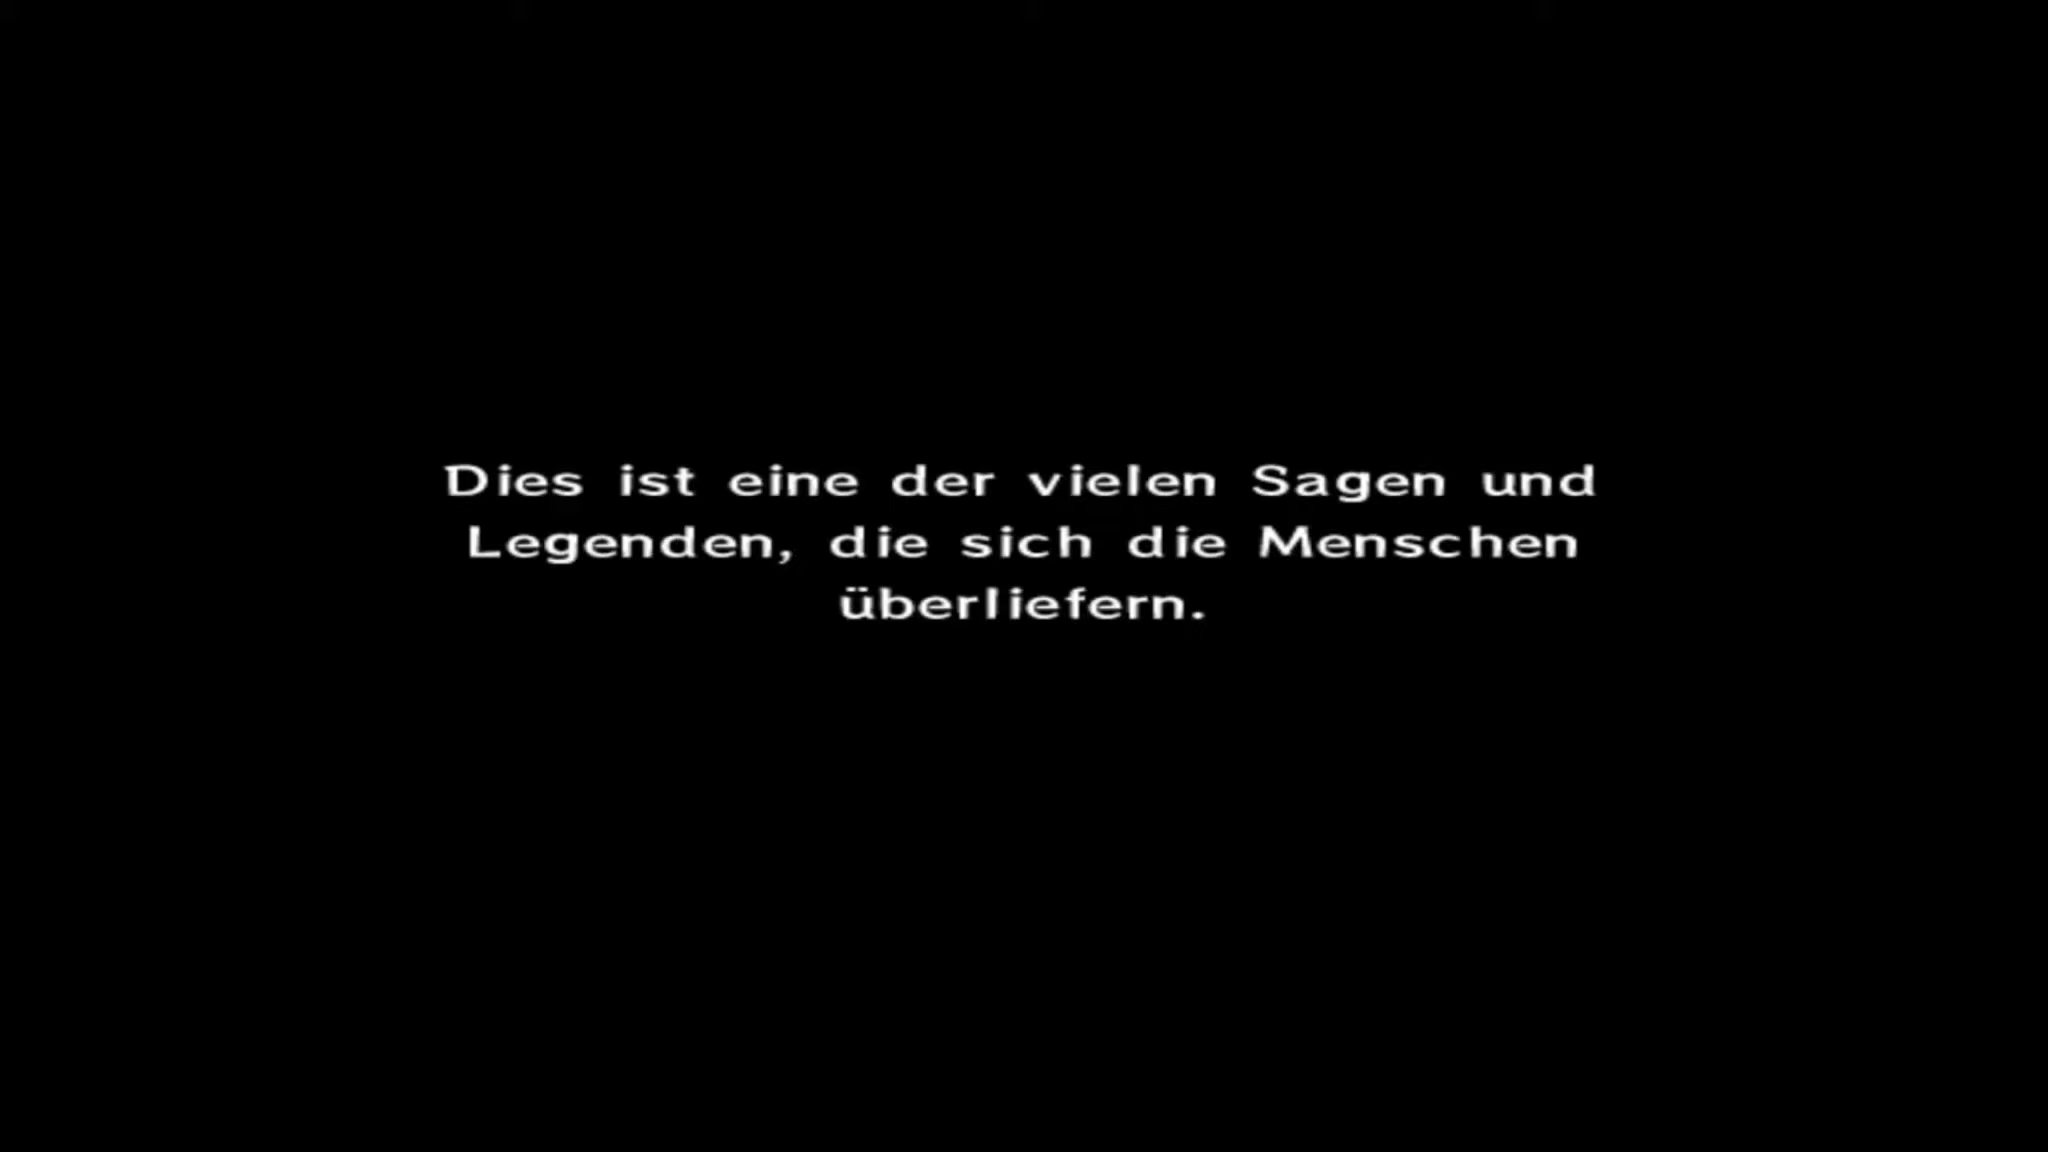 Dies ist eine der vielen Sagen und
Legenden, die sich die Menschen
überliefern.